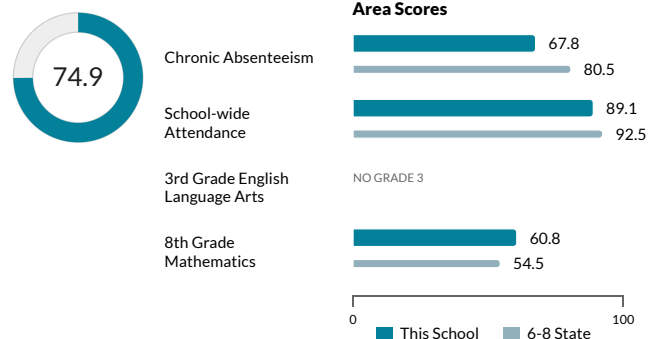 Area Scores
74.9
Chronic Absenteeism
67.8
80.5
School-wide
Attendance
89.1
92.5
3rd Grade English
Language Arts
NO GRADE 3
8th Grade
Mathematics
60.8
54.5
0
100
This School
6-8 State